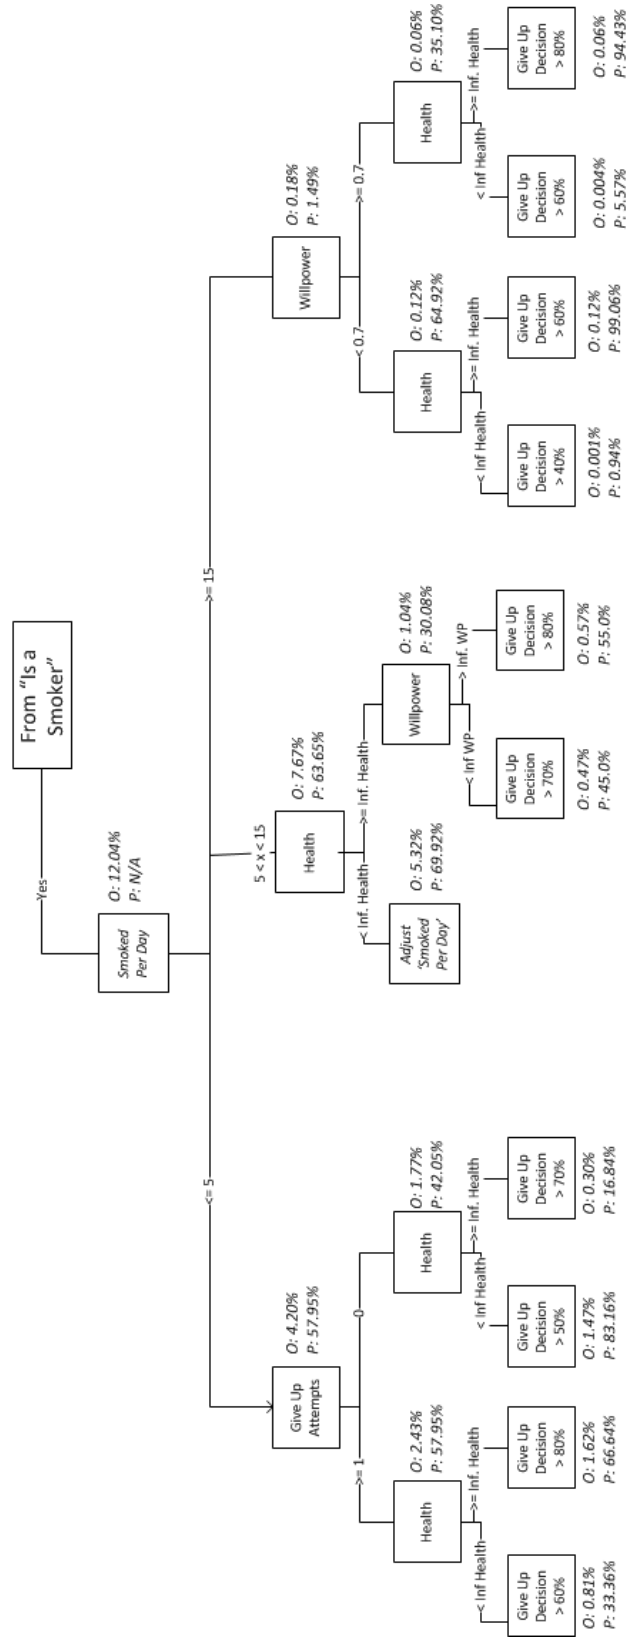 From “Is a
Smoker”
Yes
Smoked
Per Day
O: 12.04%
P: N/A
<= 5
5 < x < 15
>= 15
Give Up
Attempts
O: 4.20%
P: 57.95%
Health
O: 7.67%
P: 63.65%
Willpower
O: 0.18%
P: 1.49%
>= 1
0
< Inf. Health
>= Inf. Health
< 0.7
>= 0.7
Health
O: 2.43%
P: 57.95%
Health
O: 1.77%
P: 42.05%
Adjust
‘Smoked
Per Day’
O: 5.32%
P: 69.92%
Willpower
O: 1.04%
P: 30.08%
Health
O: 0.12%
P: 64.92%
Health
O: 0.06%
P: 35.10%
< Inf Health
>= Inf. Health
< Inf Health
>= Inf. Health
< Inf WP
> Inf. WP
< Inf Health
>= Inf. Health
< Inf Health
>= Inf. Health
Give Up
Decision
> 60%
O: 0.81%
P: 33.36%
Give Up
Decision
> 80%
O: 1.62%
P: 66.64%
Give Up
Decision
> 50%
O: 1.47%
P: 83.16%
Give Up
Decision
> 70%
O: 0.30%
P: 16.84%
Give Up
Decision
> 70%
O: 0.47%
P: 45.0%
Give Up
Decision
> 80%
O: 0.57%
P: 55.0%
Give Up
Decision
> 40%
O: 0.001%
P: 0.94%
Give Up
Decision
> 60%
O: 0.12%
P: 99.06%
Give Up
Decision
> 60%
O: 0.004%
P: 5.57%
Give Up
Decision
> 80%
O: 0.06%
P: 94.43%